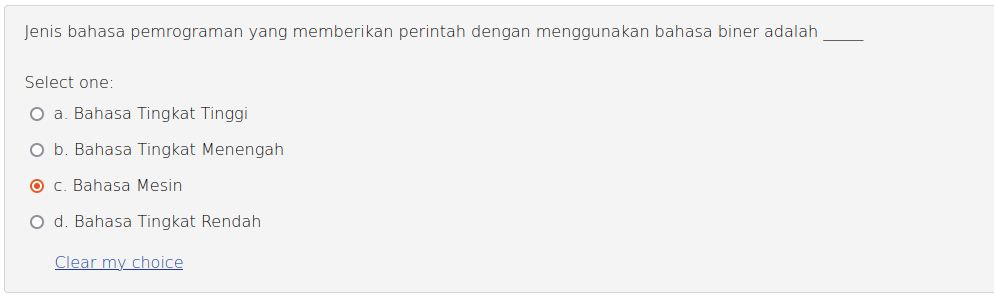 Jenis bahasa pemrograman yang memberikan perintah dengan menggunakan bahasa biner adalah _____
Select one:
a. Bahasa Tingkat Tinggi
b. Bahasa Tingkat Menengah
c. Bahasa Mesin
d. Bahasa Tingkat Rendah
Clear my choice